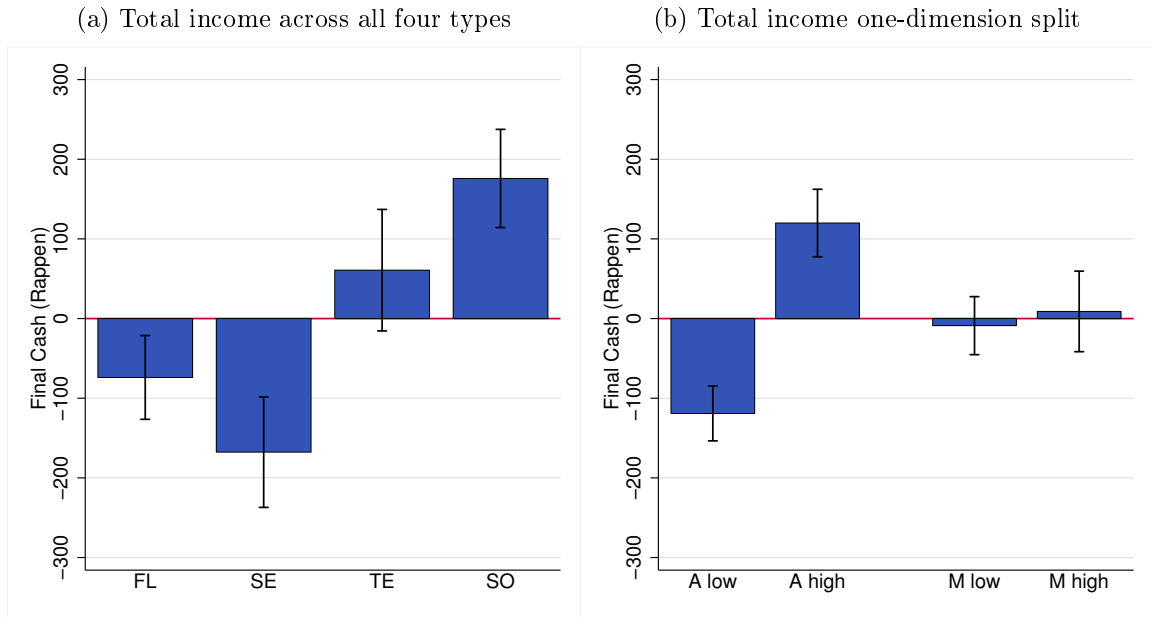 (a) Total income across all four types
Final Cash (Rappen)
300
200
100
0
−100
−200
−300
FL SE TE SO
(b) Total income one-dimension split
Final Cash (Rappen)
300
200
100
0
−100
−200
−300
A low A high M low M high